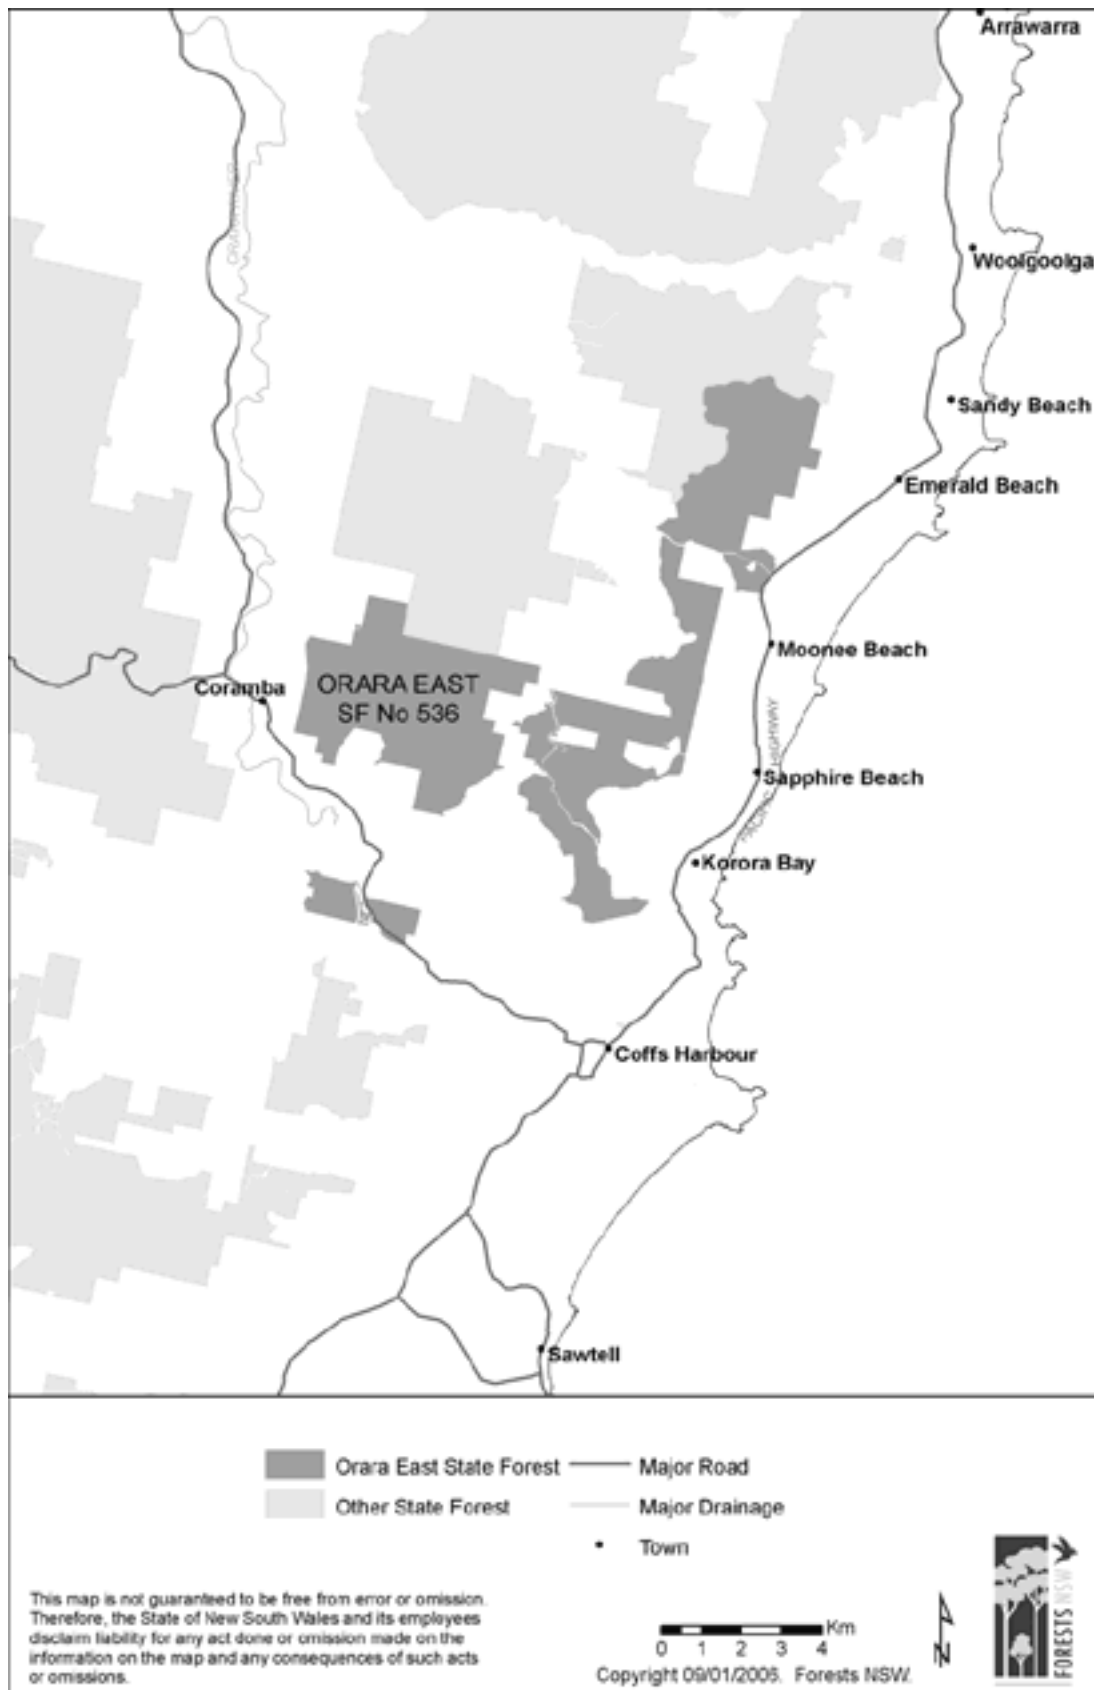 Arrawarra
ORARA RIVER
Woolgoolga
Sandy Beach
Emerald Beach
Moonee Beach
Coramba
ORARA EAST
SF No 536
PACIFIC HIGHWAY
Sapphire Beach
Korora Bay
Coffs Harbour
Sawtell
Orara East State Forest
Major Road
Other State Forest
Major Drainage
Town
This map is not guaranteed to be free from error or omission.
Therefore, the State of New South Wales and its employees
disclaim liability for any act done or omission made on the
information on the map and any consequences of such acts
or omissions.
0 1 2 3 4 Km
Copyright 09/01/2006. Forests NSW.
N
FORESTS NSW